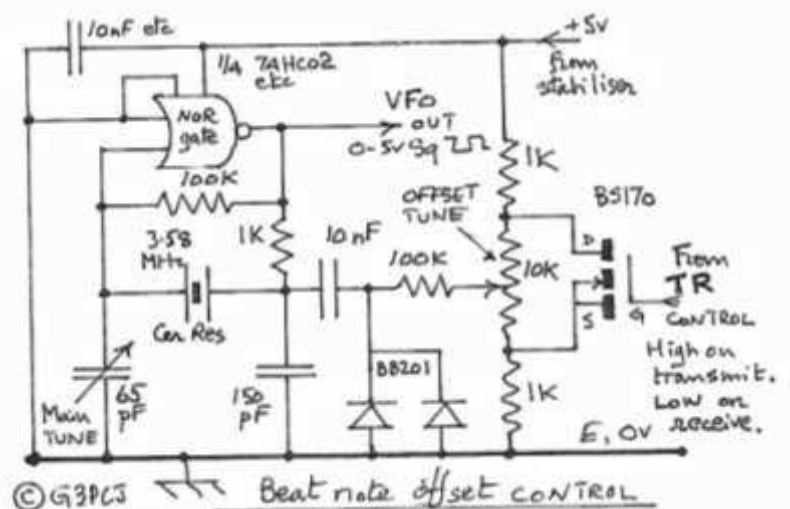 10nF etc
1/4 74HC02
etc
+5v
from
stabiliser
NOR
gate
VFO
OUT
0-5v Sq
100K
1K
OFFSET
TUNE
BS170
3.58
MHz
1K
10nF
100K
10K
D
S
G
From
TR
CONTROL
Cer Res
High on
transmit.
Low on
receive.
Main
TUNE
65
pF
150
pF
BB201
1K
E, 0V
© G3PCJ
Beat note offset CONTROL